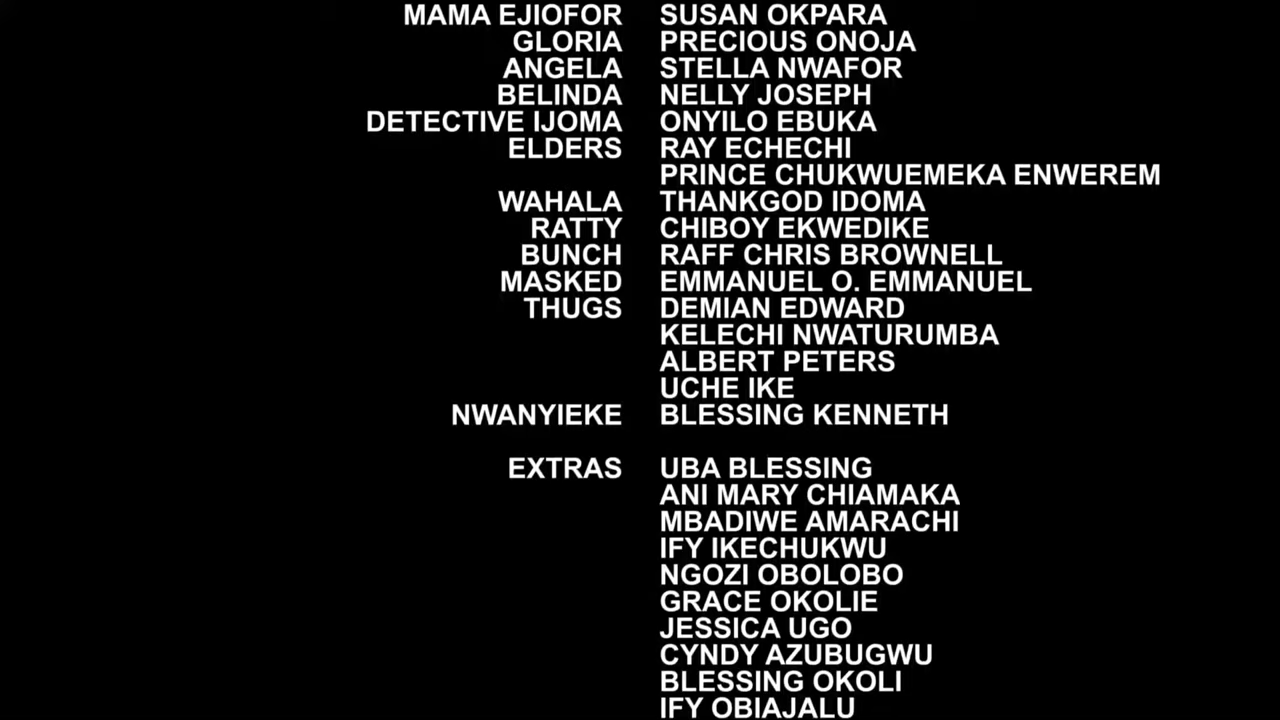 MAMA EJIOFOR SUSAN OKPARA
GLORIA PRECIOUS ONOJA
ANGELA STELLA NWAFOR
BELINDA NELLY JOSEPH
DETECTIVE IJOMA ONYILO EBUKA
ELDERS RAY ECHECHI
PRINCE CHUKWUEMEKA ENWEREM
WAHALA THANKGOD IDOMA
RATTY CHIBOY EKWEDIKE
BUNCH RAFF CHRIS BROWNELL
MASKED EMMANUEL O. EMMANUEL
THUGS DEMIAN EDWARD
KELECHI NWATURUMBA
ALBERT PETERS
UCHE IKE
NWANYIEKE BLESSING KENNETH
EXTRAS UBA BLESSING
ANI MARY CHIAMAKA
MBADIWE AMARACHI
IFY IKECHUKWU
NGOZI OBOLOBO
GRACE OKOLIE
JESSICA UGO
CYNDY AZUBUGWU
BLESSING OKOLI
IFY OBIAJALU